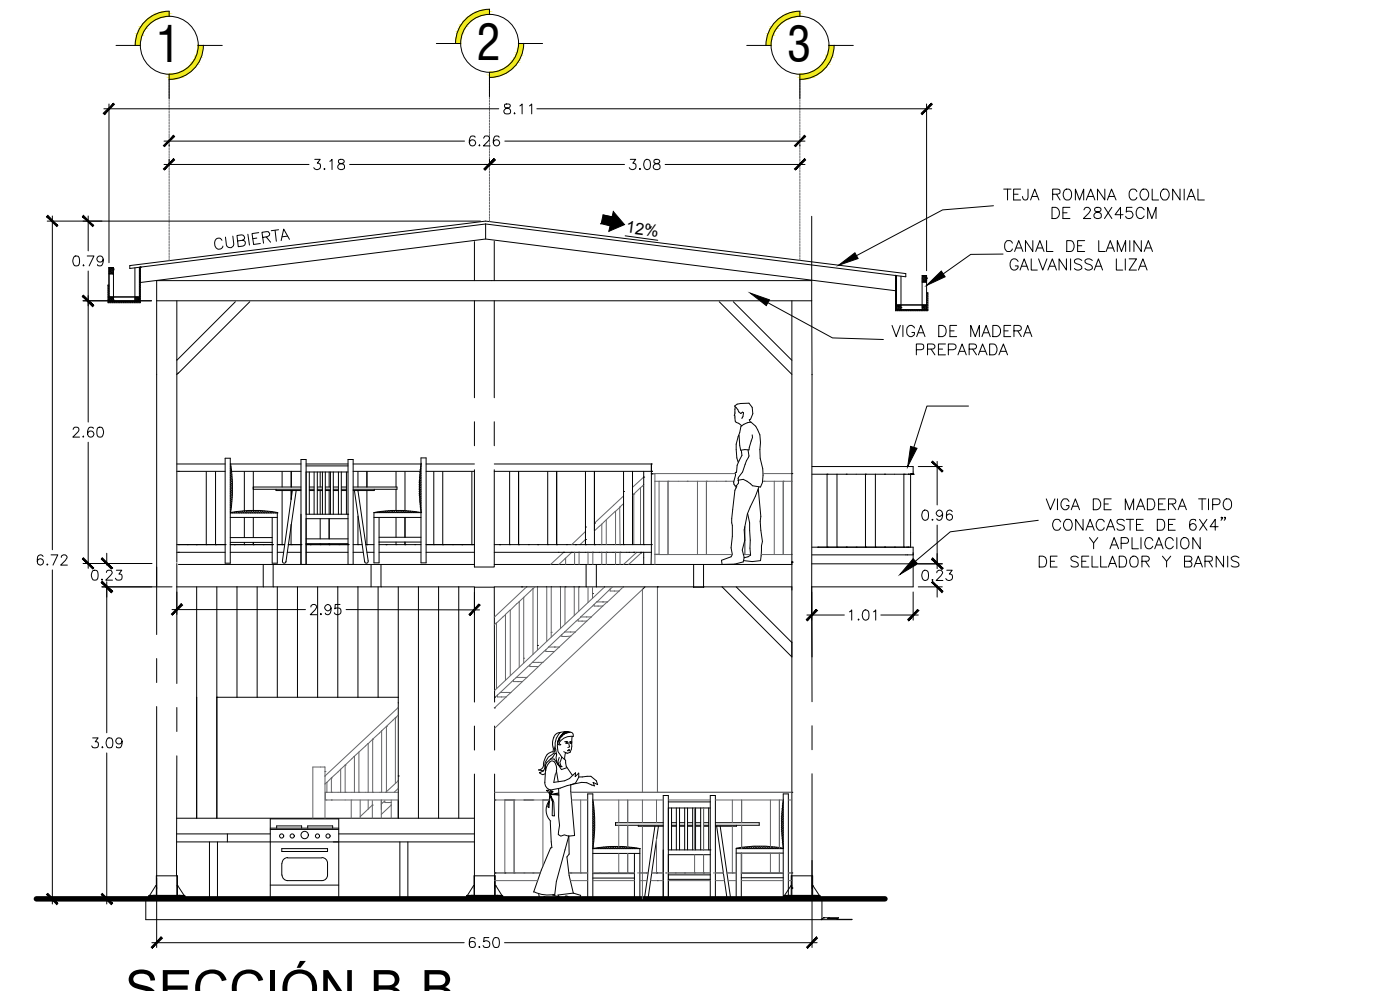 1
2
3
8.11
6.26
3.18
3.08
TEJA ROMANA COLONIAL
DE 28X45CM
CUBIERTA
12%
CANAL DE LAMINA
GALVANISSA LIZA
0.79
VIGA DE MADERA
PREPARADA
2.60
VIGA DE MADERA TIPO
CONACASTE DE 6X4”
Y APLICACION
DE SELLADOR Y BARNIS
0.96
6.72
0.23
0.23
2.95
1.01
3.09
6.50
SECCIÓN B-B